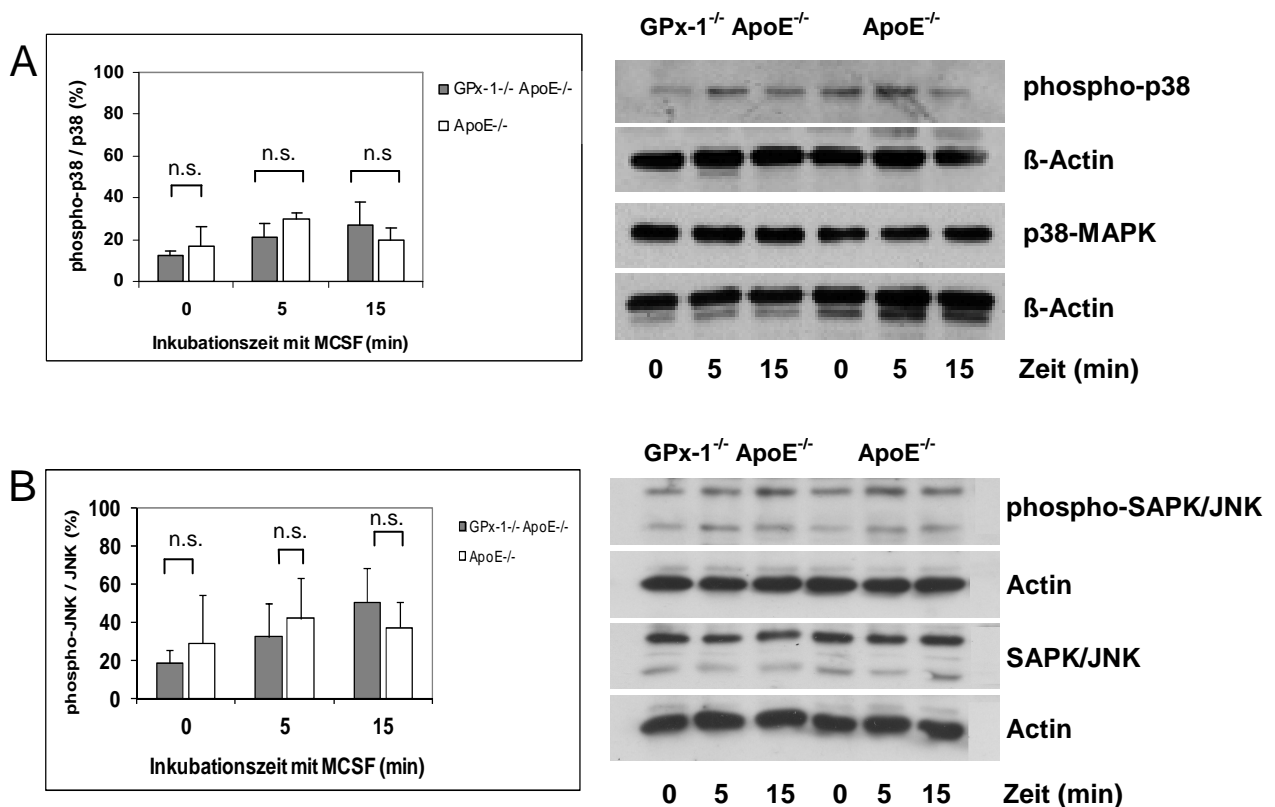 A
phospho-p38 / p38 (%)
100
80
60
40
20
0
n.s.
n.s.
n.s
0 5 15
Inkubationszeit mit MCSF (min)
GPx-1-/- ApoE-/-
ApoE-/-
GPx-1-/- ApoE-/- ApoE-/-
phospho-p38
ß-Actin
p38-MAPK
ß-Actin
0 5 15 0 5 15 Zeit (min)
B
phospho-JNK / JNK (%)
100
80
60
40
20
0
n.s.
n.s.
n.s.
0 5 15
Inkubationszeit mit MCSF (min)
GPx-1-/- ApoE-/-
ApoE-/-
GPx-1-/- ApoE-/- ApoE-/-
phospho-SAPK/JNK
Actin
SAPK/JNK
Actin
0 5 15 0 5 15 Zeit (min)